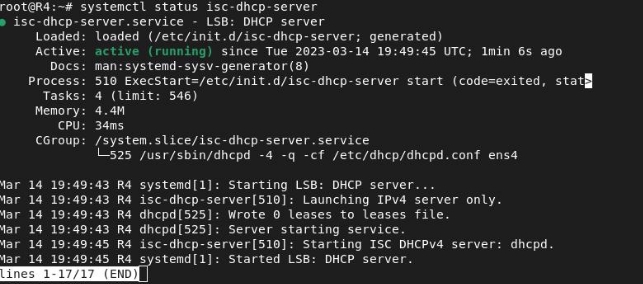 root@R4:~# systemctl status isc-dhcp-server
● isc-dhcp-server.service - LSB: DHCP server
     Loaded: loaded (/etc/init.d/isc-dhcp-server; generated)
     Active: active (running) since Tue 2023-03-14 19:49:45 UTC; 1min 6s ago
       Docs: man:systemd-sysv-generator(8)
    Process: 510 ExecStart=/etc/init.d/isc-dhcp-server start (code=exited, stat>
      Tasks: 4 (limit: 546)
     Memory: 4.4M
        CPU: 34ms
     CGroup: /system.slice/isc-dhcp-server.service
             └─525 /usr/sbin/dhcpd -4 -q -cf /etc/dhcp/dhcpd.conf ens4

Mar 14 19:49:43 R4 systemd[1]: Starting LSB: DHCP server...
Mar 14 19:49:43 R4 isc-dhcp-server[510]: Launching IPv4 server only.
Mar 14 19:49:43 R4 dhcpd[525]: Wrote 0 leases to leases file.
Mar 14 19:49:43 R4 dhcpd[525]: Server starting service.
Mar 14 19:49:45 R4 isc-dhcp-server[510]: Starting ISC DHCPv4 server: dhcpd.
Mar 14 19:49:45 R4 systemd[1]: Started LSB: DHCP server.
lines 1-17/17 (END)